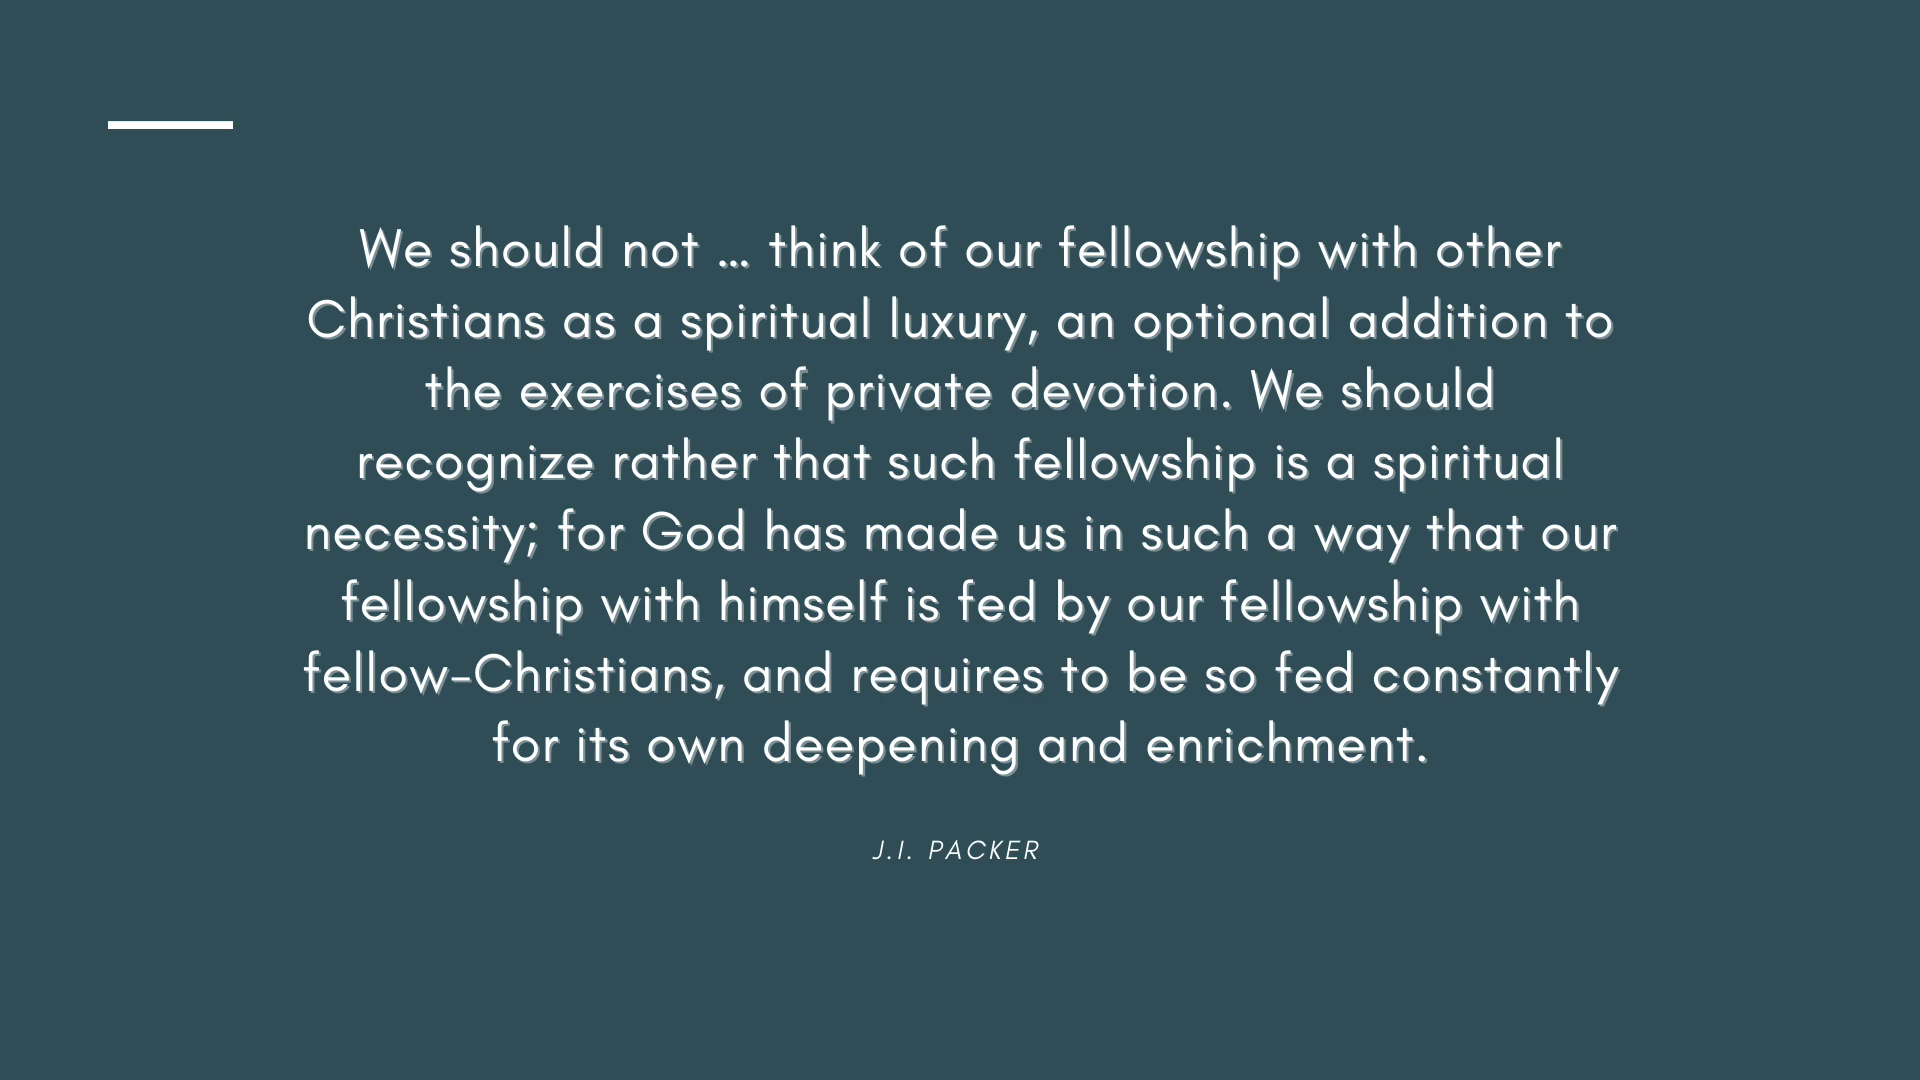 We should not … think of our fellowship with other
Christians as a spiritual luxury, an optional addition to
the exercises of private devotion. We should
recognize rather that such fellowship is a spiritual
necessity; for God has made us in such a way that our
fellowship with himself is fed by our fellowship with
fellow-Christians, and requires to be so fed constantly
for its own deepening and enrichment.
J.I. PACKER